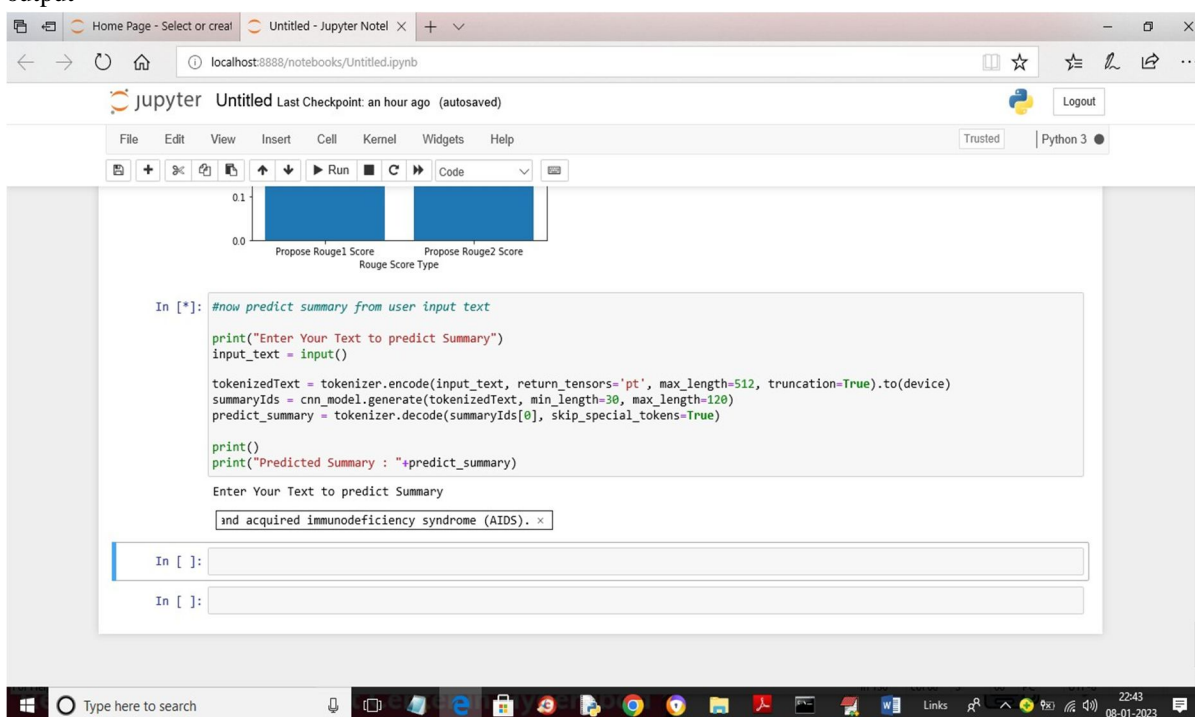 output
Home Page - Select or creat
Untitled - Jupyter Notel
localhost:8888/notebooks/Untitled.ipynb
jupyter Untitled Last Checkpoint: an hour ago (autosaved)
Logout
File Edit View Insert Cell Kernel Widgets Help
Trusted
Python 3
Run
Code
0.1
0.0
Propose Rouge1 Score Propose Rouge2 Score
Rouge Score Type
In [*]: #now predict summary from user input text
print("Enter Your Text to predict Summary")
input_text = input()
tokenizedText = tokenizer.encode(input_text, return_tensors='pt', max_length=512, truncation=True).to(device)
summaryIds = cnn_model.generate(tokenizedText, min_length=30, max_length=120)
predict_summary = tokenizer.decode(summaryIds[0], skip_special_tokens=True)
print()
print("Predicted Summary : "+predict_summary)
Enter Your Text to predict Summary
and acquired immunodeficiency syndrome (AIDS).
In [ ]:
In [ ]:
Type here to search
Links
22:43
08-01-2023